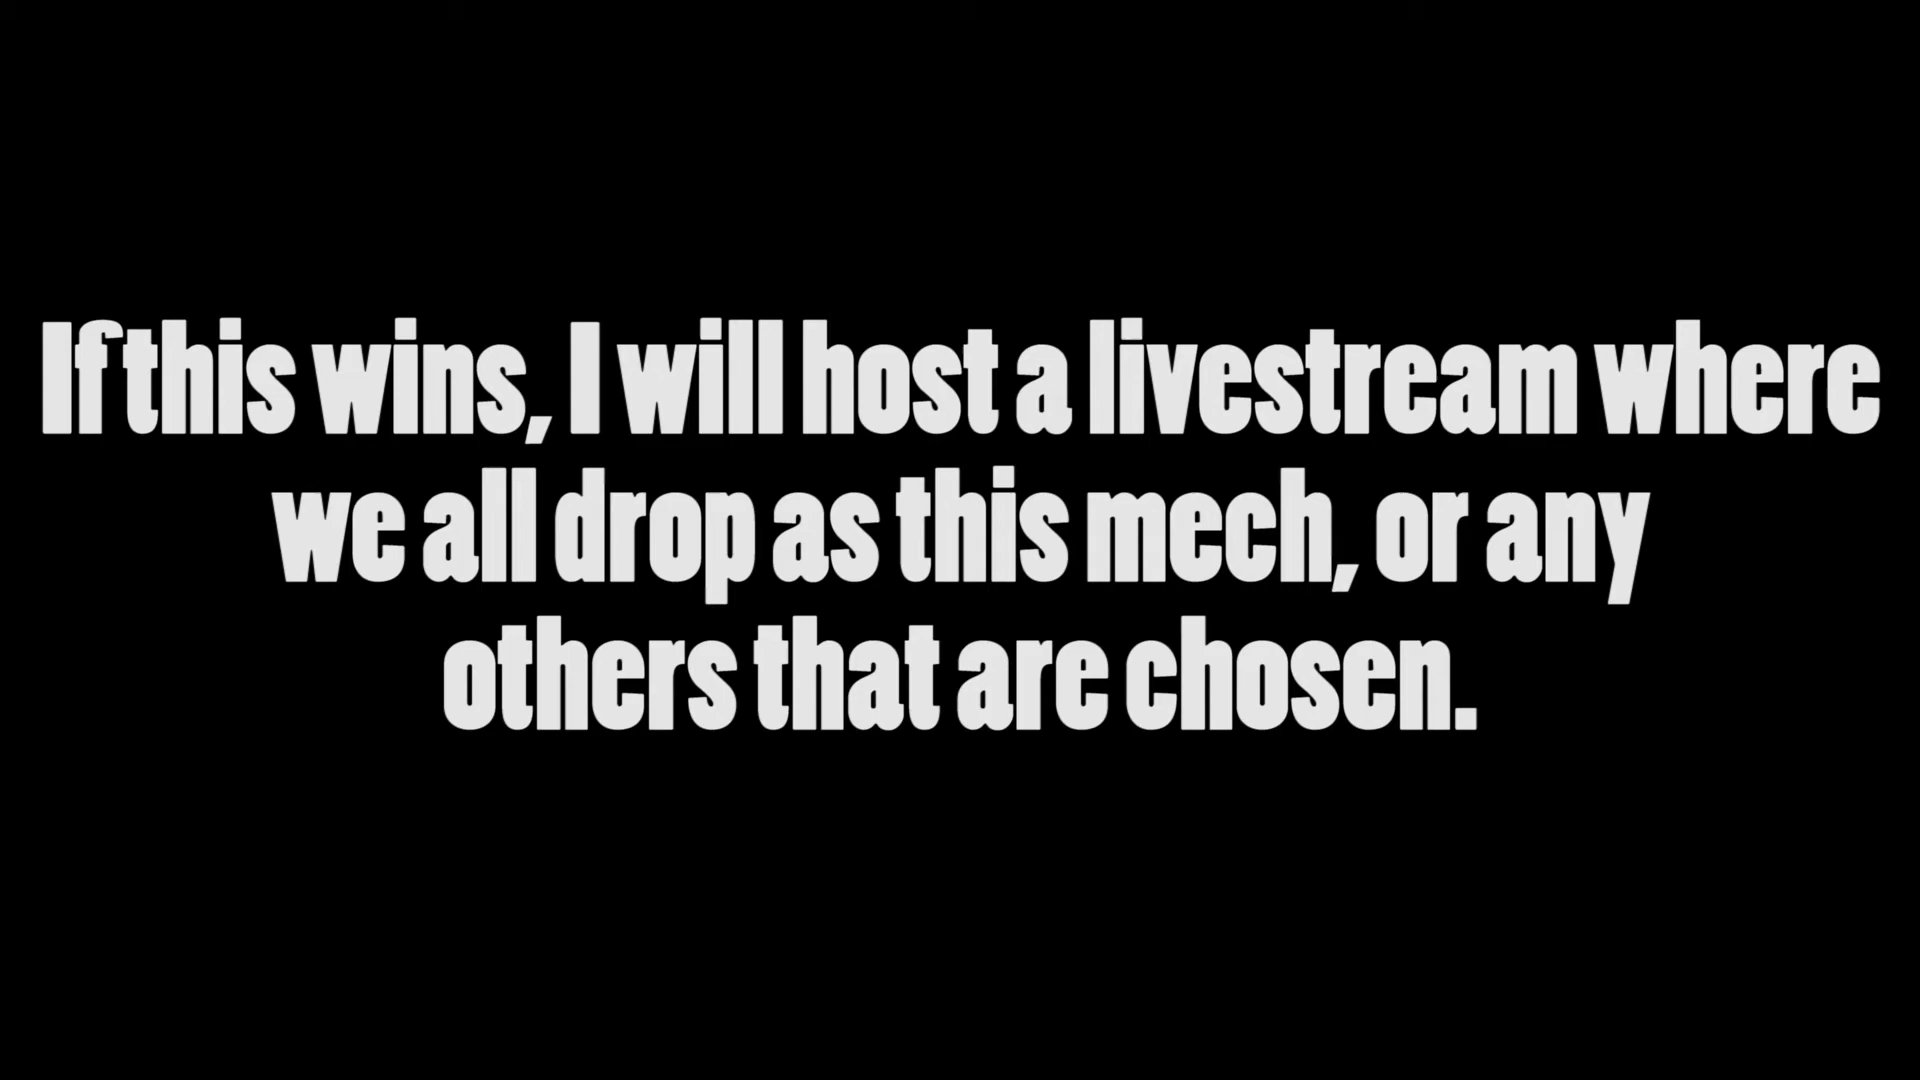 If this wins, I will host a livestream where
we all drop as this mech, or any
others that are chosen.